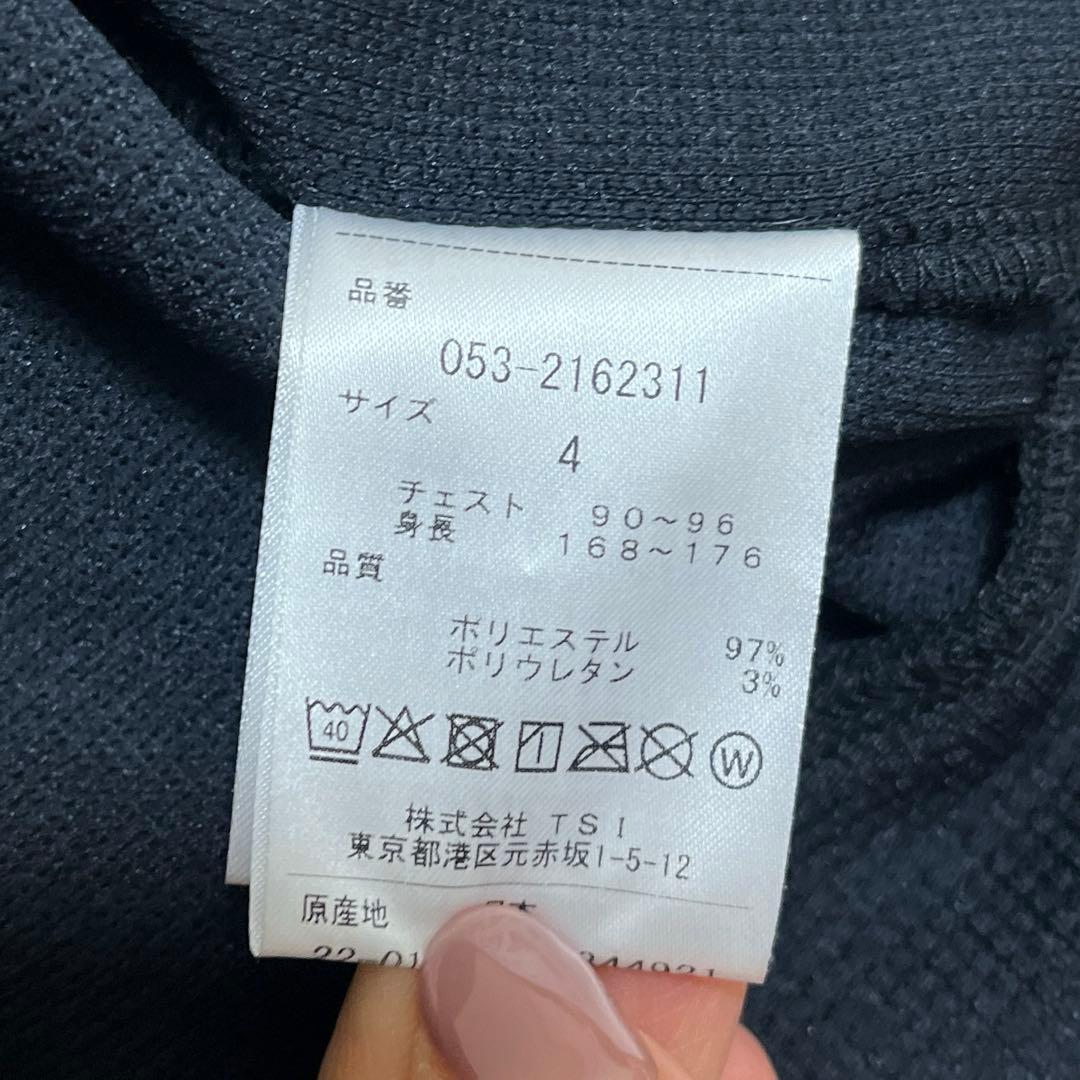 品番
053-2162311
サイズ
4
チェスト 90~96
身長 168~176
品質
ポリエステル 97%
ポリウレタン 3%
40
W
株式会社 TSI
東京都港区元赤坂1-5-12
原産地